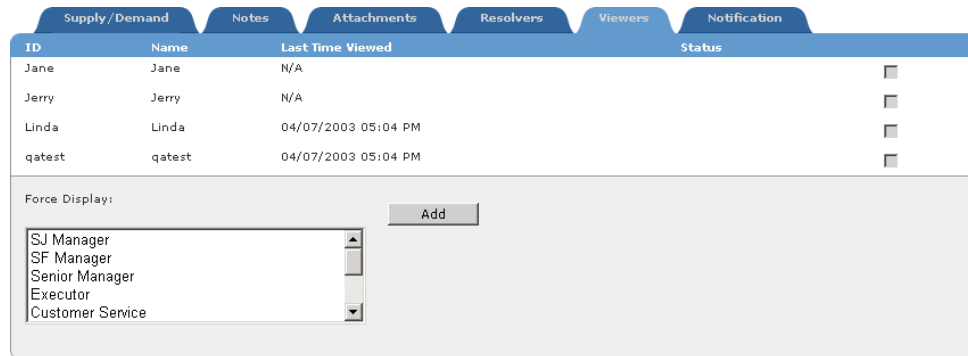 Supply/Demand Notes Attachments Resolvers Viewers Notification
ID Name Last Time Viewed Status
Jane Jane N/A
Jerry Jerry N/A
Linda Linda 04/07/2003 05:04 PM
qatest qatest 04/07/2003 05:04 PM
Force Display:
Add
SJ Manager
SF Manager
Senior Manager
Executor
Customer Service